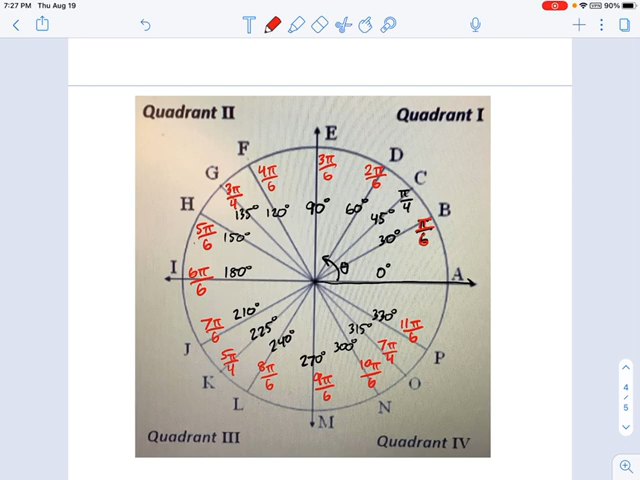 7:27 PM Thu Aug 19
VPN 90%
T
4
/
5
Quadrant II
Quadrant I
E
F
D
G
C
H
B
I
A
J
P
K
O
L
N
M
4π/6
3π/6
2π/6
3π/4
π/4
5π/6
π/6
135° 120° 90° 60° 45°
150°
30°
6π/6
180°
θ
0°
7π/6
210°
330°
11π/6
225°
315°
5π/4
240°
300°
7π/4
8π/6
270°
10π/6
9π/6
Quadrant III
Quadrant IV